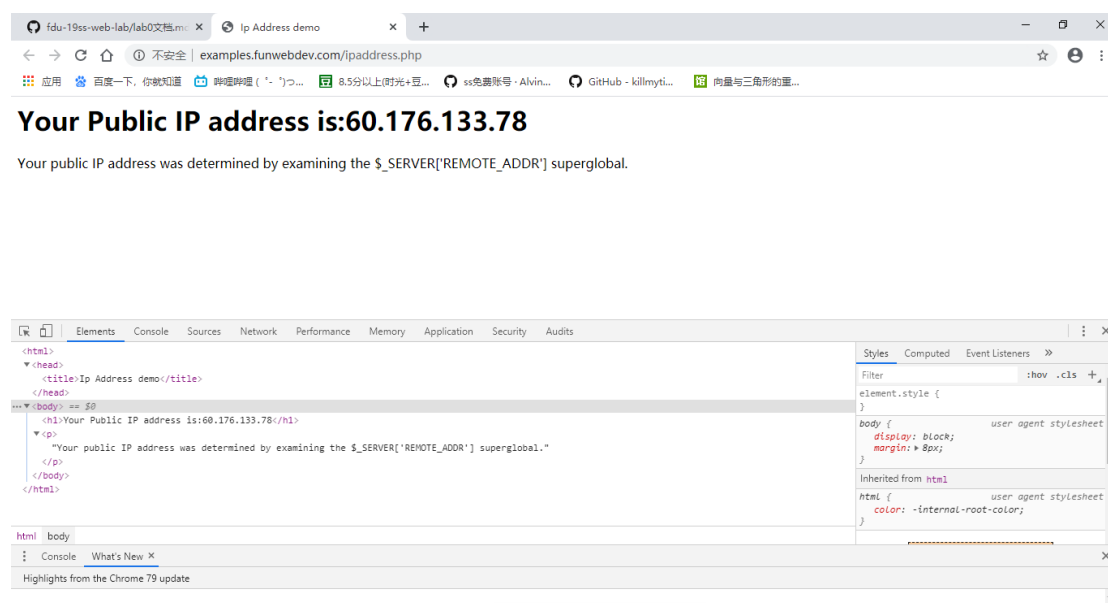 fdu-19ss-web-lab/lab0文档.mc
Ip Address demo
不安全 | examples.funwebdev.com/ipaddress.php
应用 百度一下，你就知道 哔哩哔哩 ( ゜- ゜)つ... 8.5分以上(时光+豆... ss免费账号 · Alvin... GitHub - killmyti... 向量与三角形的重...
Your Public IP address is:60.176.133.78
Your public IP address was determined by examining the $_SERVER['REMOTE_ADDR'] superglobal.
Elements Console Sources Network Performance Memory Application Security Audits
<html>
<head>
<title>Ip Address demo</title>
</head>
<body> == $0
<h1>Your Public IP address is:60.176.133.78</h1>
<p>
"Your public IP address was determined by examining the $_SERVER['REMOTE_ADDR'] superglobal."
</p>
</body>
</html>
html body
Styles Computed Event Listeners »
Filter :hov .cls +
element.style {
}
body { user agent stylesheet
display: block;
margin: 8px;
}
Inherited from html
html { user agent stylesheet
color: -internal-root-color;
}
Console What's New ×
Highlights from the Chrome 79 update